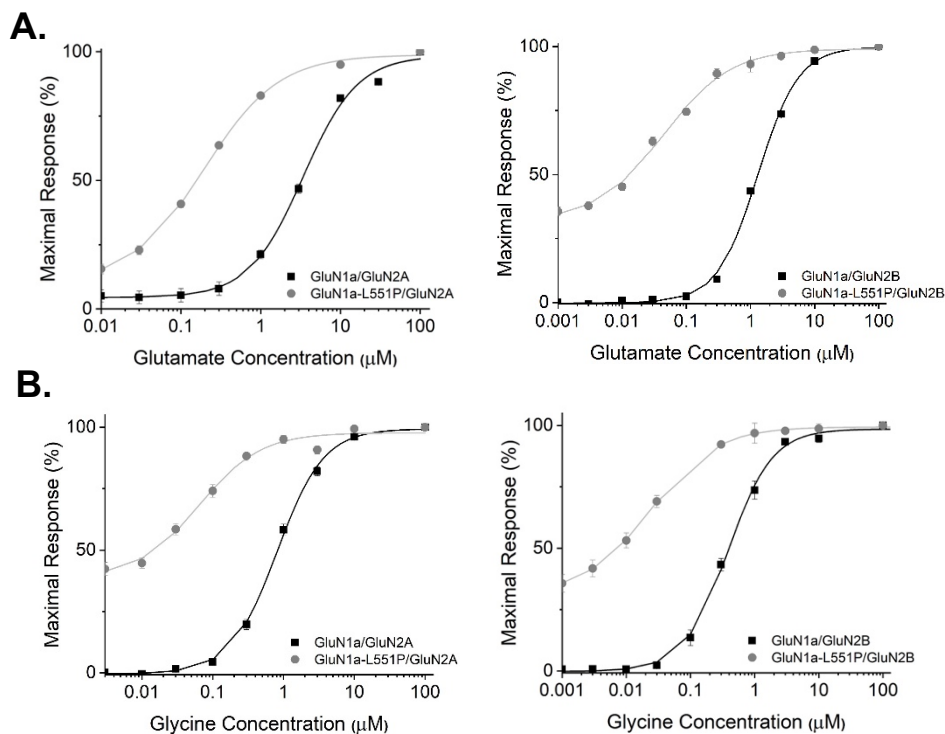 A.
Maximal Response (%)
100
50
0
0.01 0.1 1 10 100
Glutamate Concentration (μM)
GluN1a/GluN2A
GluN1a-L551P/GluN2A
Maximal Response (%)
100
50
0
0.001 0.01 0.1 1 10 100
Glutamate Concentration (μM)
GluN1a/GluN2B
GluN1a-L551P/GluN2B
B.
Maximal Response (%)
100
50
0
0.01 0.1 1 10 100
Glycine Concentration (μM)
GluN1a/GluN2A
GluN1a-L551P/GluN2A
Maximal Response (%)
100
50
0
0.001 0.01 0.1 1 10 100
Glycine Concentration (μM)
GluN1a/GluN2B
GluN1a-L551P/GluN2B